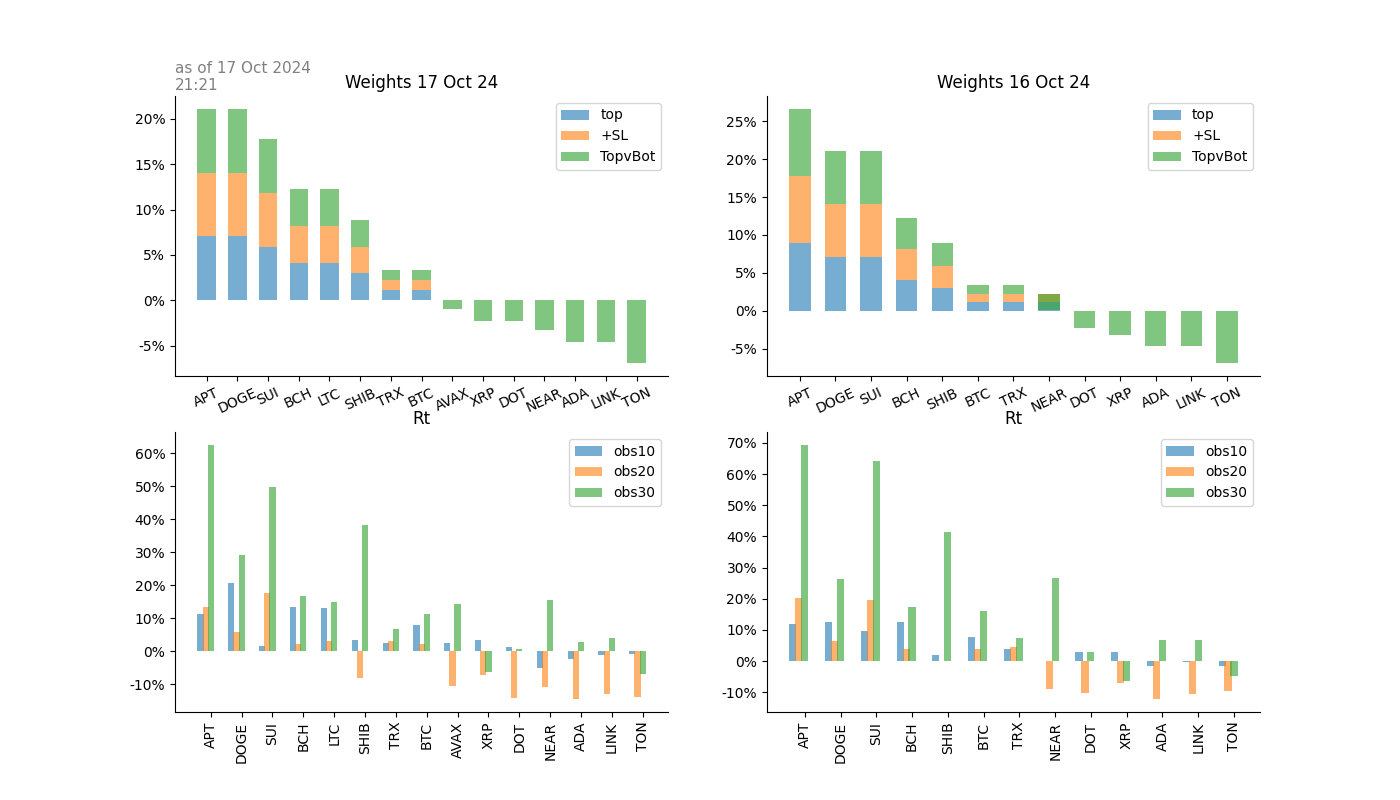 as of 17 Oct 2024
21:21
Weights 17 Oct 24
20%
15%
10%
5%
0%
-5%
top
+SL
TopvBot
APT DOGE SUI BCH LTC SHIB TRX BTC AVAX XRP DOT NEAR ADA LINK TON
Weights 16 Oct 24
25%
20%
15%
10%
5%
0%
-5%
top
+SL
TopvBot
APT DOGE SUI BCH SHIB BTC TRX NEAR DOT XRP ADA LINK TON
Rt
60%
50%
40%
30%
20%
10%
0%
-10%
obs10
obs20
obs30
APT DOGE SUI BCH LTC SHIB TRX BTC AVAX XRP DOT NEAR ADA LINK TON
Rt
70%
60%
50%
40%
30%
20%
10%
0%
-10%
obs10
obs20
obs30
APT DOGE SUI BCH SHIB BTC TRX NEAR DOT XRP ADA LINK TON